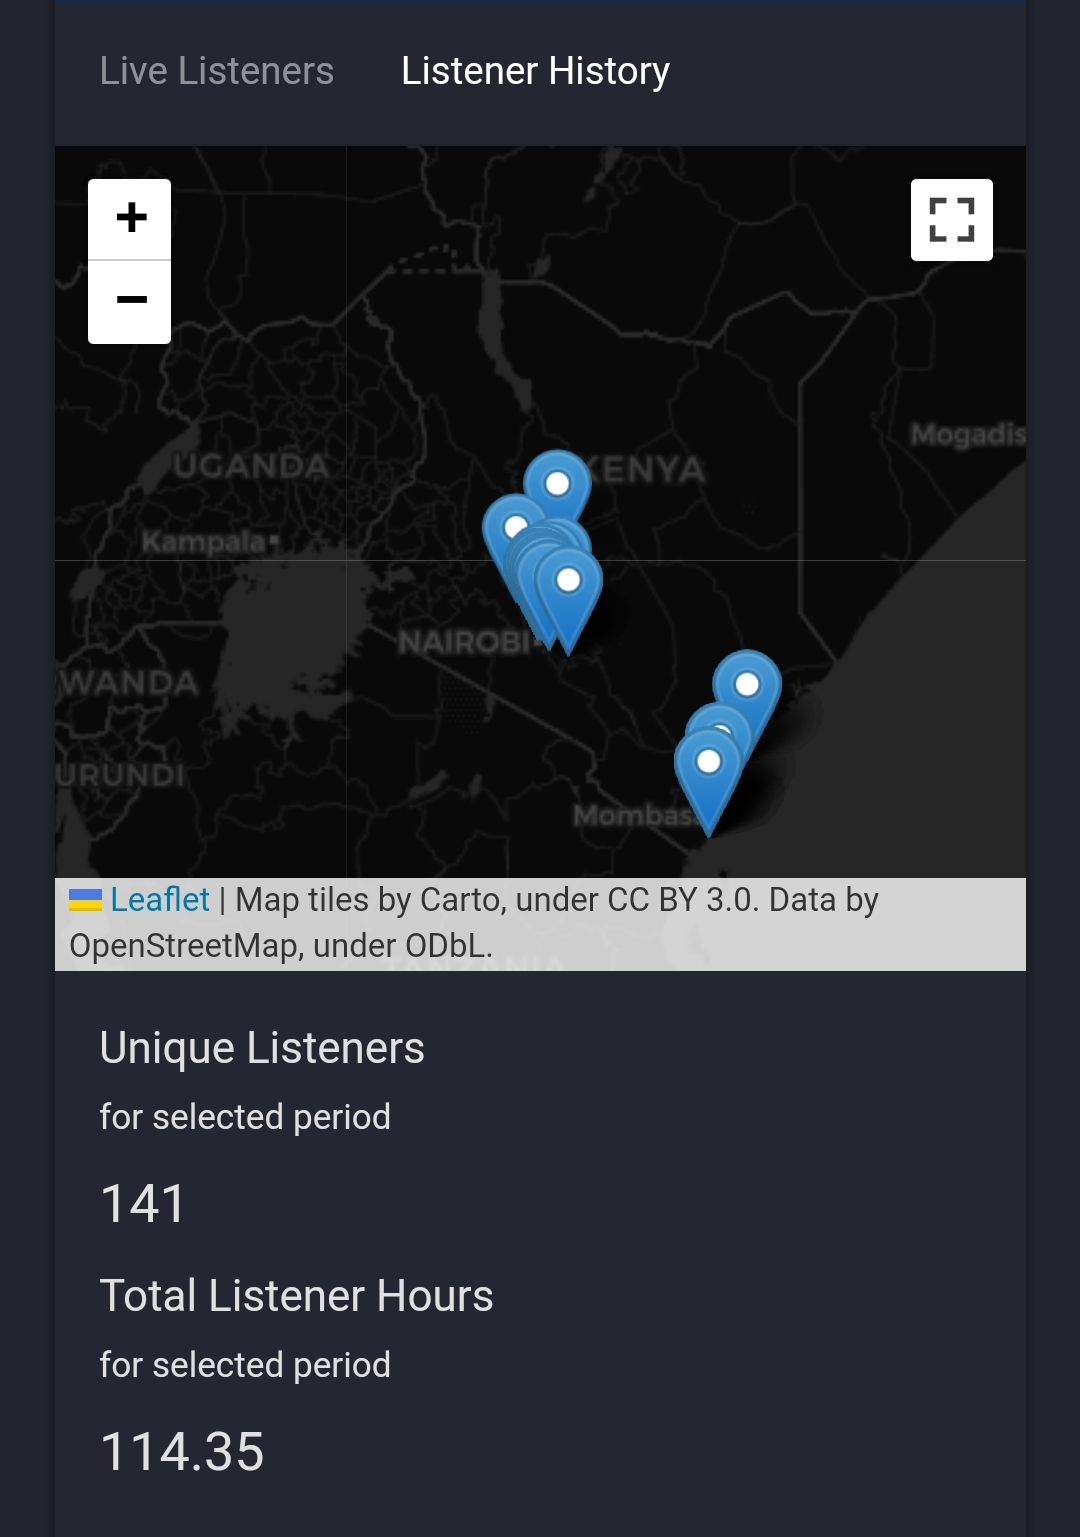 Live Listeners Listener History
+
−
Mogadis
UGANDA
KENYA
Kampala
NAIROBI
WANDA
URUNDI
Mombas
Leaflet | Map tiles by Carto, under CC BY 3.0. Data by
OpenStreetMap, under ODbL.
TANZANIA
Unique Listeners
for selected period
141
Total Listener Hours
for selected period
114.35